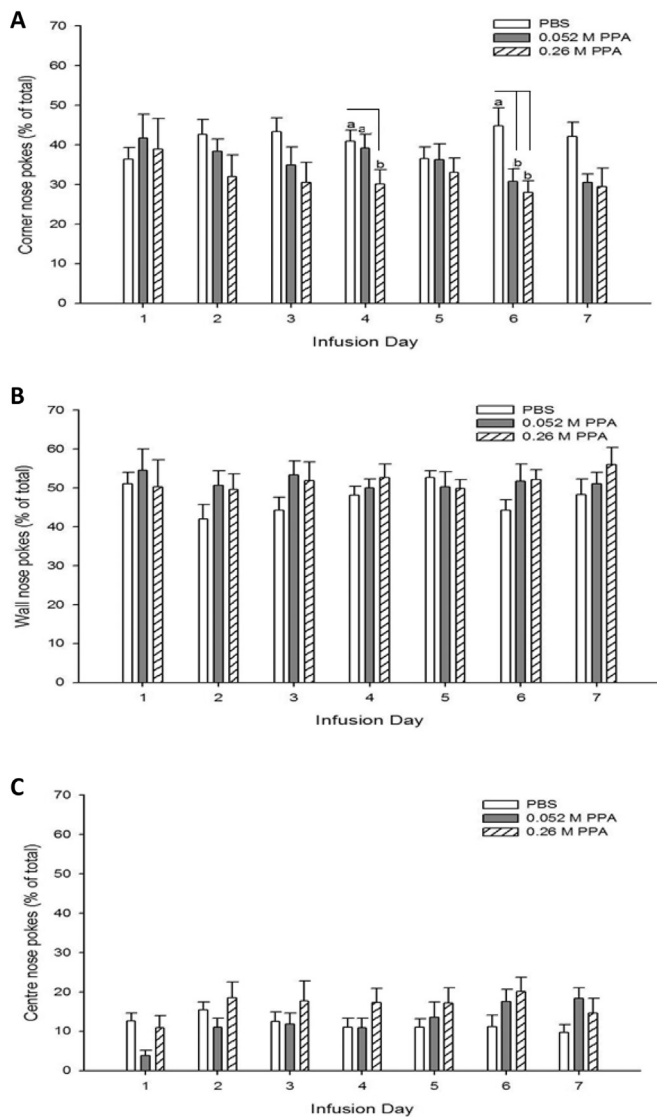 A
PBS
0.052 M PPA
0.26 M PPA
Corner nose pokes (% of total)
70
60
50
40
30
20
10
0
a a b
a b b
1 2 3 4 5 6 7
Infusion Day
B
PBS
0.052 M PPA
0.26 M PPA
Wall nose pokes (% of total)
70
60
50
40
30
20
10
0
1 2 3 4 5 6 7
Infusion Day
C
PBS
0.052 M PPA
0.26 M PPA
Centre nose pokes (% of total)
70
60
50
40
30
20
10
0
1 2 3 4 5 6 7
Infusion Day